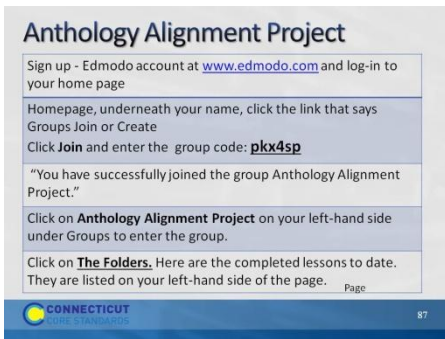 Anthology Alignment Project
Sign up - Edmodo account at www.edmodo.com and log-in to
your home page
Homepage, underneath your name, click the link that says
Groups Join or Create
Click Join and enter the group code: pkx4sp
“You have successfully joined the group Anthology Alignment
Project.”
Click on Anthology Alignment Project on your left-hand side
under Groups to enter the group.
Click on The Folders. Here are the completed lessons to date.
They are listed on your left-hand side of the page.
Page
CONNECTICUT
CORE STANDARDS
87